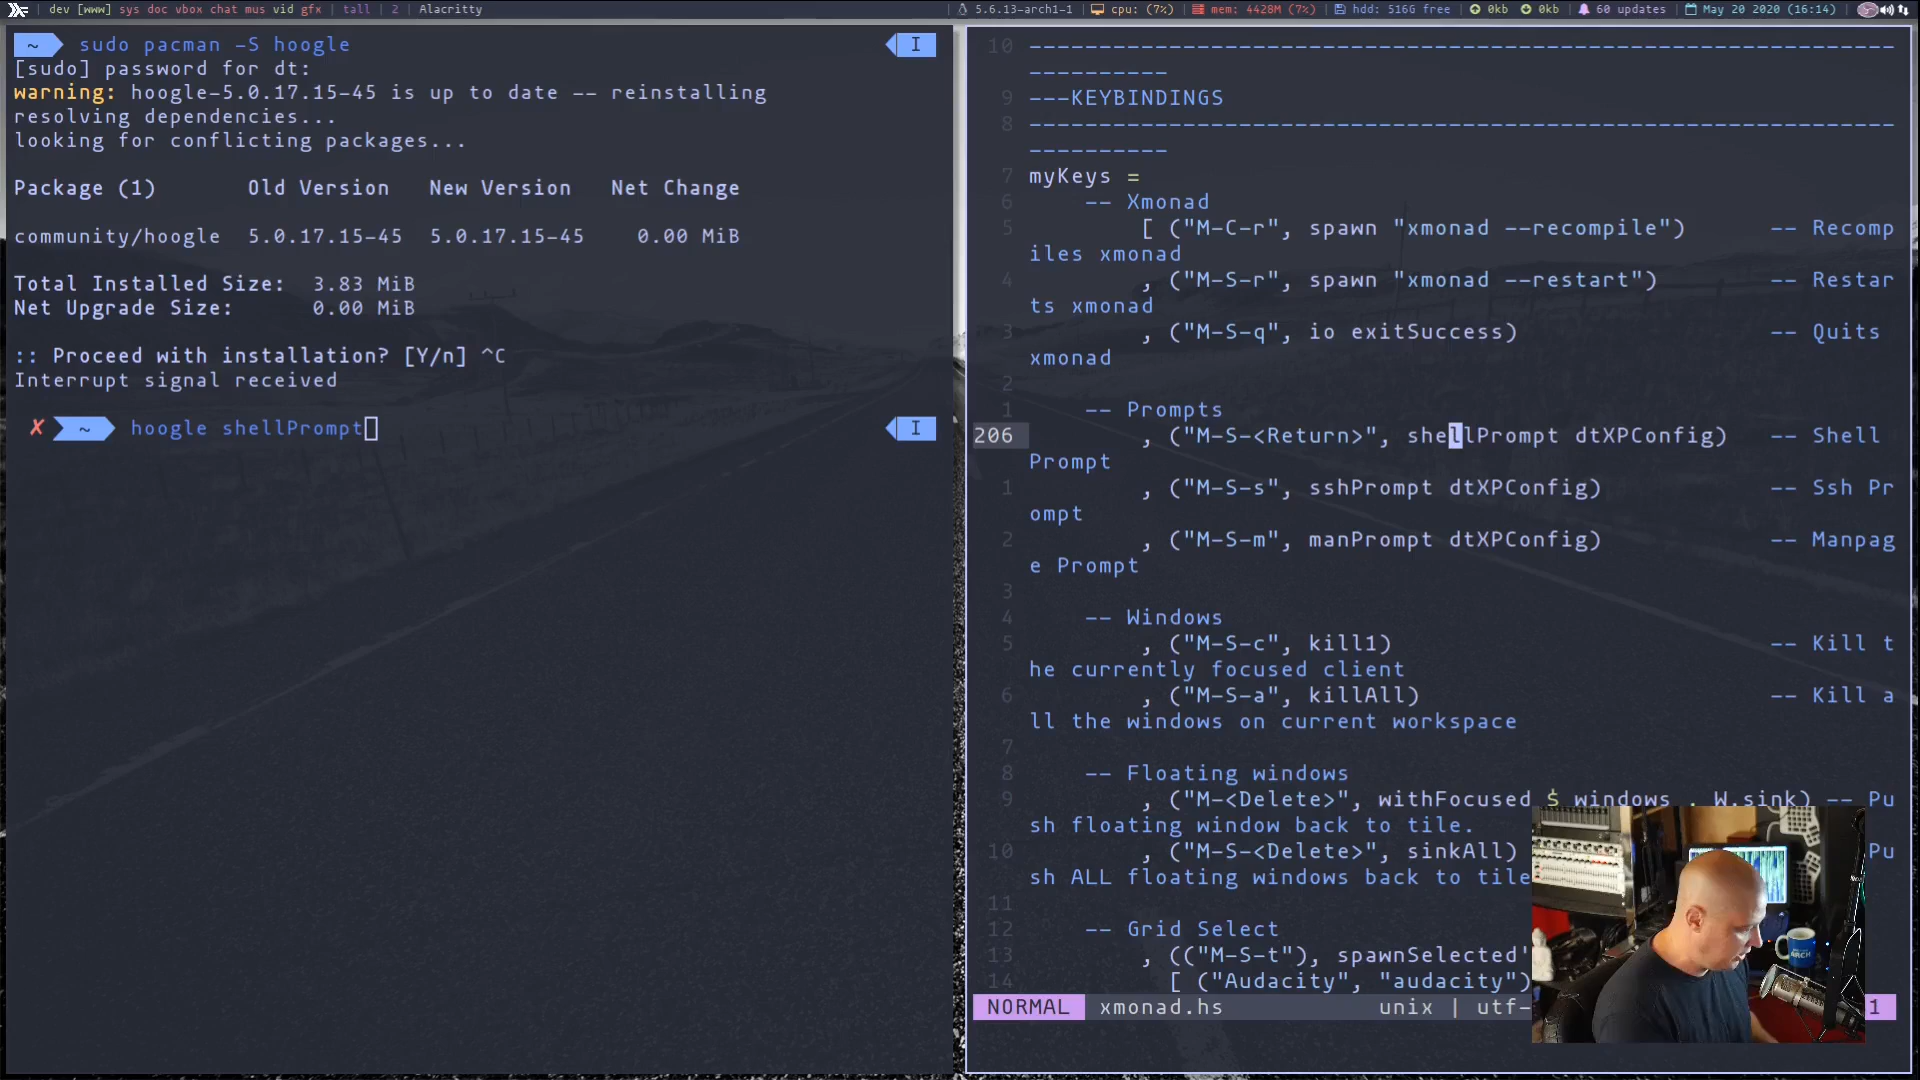 dev [www] sys doc vbox chat mus vid gfx | tall | 2 | Alacritty
| 5.6.13-arch1-1 | cpu: (7%) | mem: 4428M (7%) | hdd: 516G free | 0kb 0kb | 60 updates | May 20 2020 (16:14) |
~ sudo pacman -S hoogle I
[sudo] password for dt:
warning: hoogle-5.0.17.15-45 is up to date -- reinstalling
resolving dependencies...
looking for conflicting packages...
Package (1) Old Version New Version Net Change
community/hoogle 5.0.17.15-45 5.0.17.15-45 0.00 MiB
Total Installed Size: 3.83 MiB
Net Upgrade Size: 0.00 MiB
:: Proceed with installation? [Y/n] ^C
Interrupt signal received
✗ ~ hoogle shellPrompt I
10 --------------------------------------------------------------
----------
9 ---KEYBINDINGS
8 --------------------------------------------------------------
----------
7 myKeys =
6 -- Xmonad
5 [ ("M-C-r", spawn "xmonad --recompile") -- Recomp
iles xmonad
4 , ("M-S-r", spawn "xmonad --restart") -- Restar
ts xmonad
3 , ("M-S-q", io exitSuccess) -- Quits
xmonad
2
1 -- Prompts
206 , ("M-S-<Return>", shellPrompt dtXPConfig) -- Shell
Prompt
1 , ("M-S-s", sshPrompt dtXPConfig) -- Ssh Pr
ompt
2 , ("M-S-m", manPrompt dtXPConfig) -- Manpag
e Prompt
3
4 -- Windows
5 , ("M-S-c", kill1) -- Kill t
he currently focused client
6 , ("M-S-a", killAll) -- Kill a
ll the windows on current workspace
7
8 -- Floating windows
9 , ("M-<Delete>", withFocused $ windows . W.sink) -- Pu
sh floating window back to tile.
10 , ("M-S-<Delete>", sinkAll) Pu
sh ALL floating windows back to tile
11
12 -- Grid Select
13 , (("M-S-t"), spawnSelected'
14 [ ("Audacity", "audacity")
NORMAL xmonad.hs unix | utf- 1
ARCH